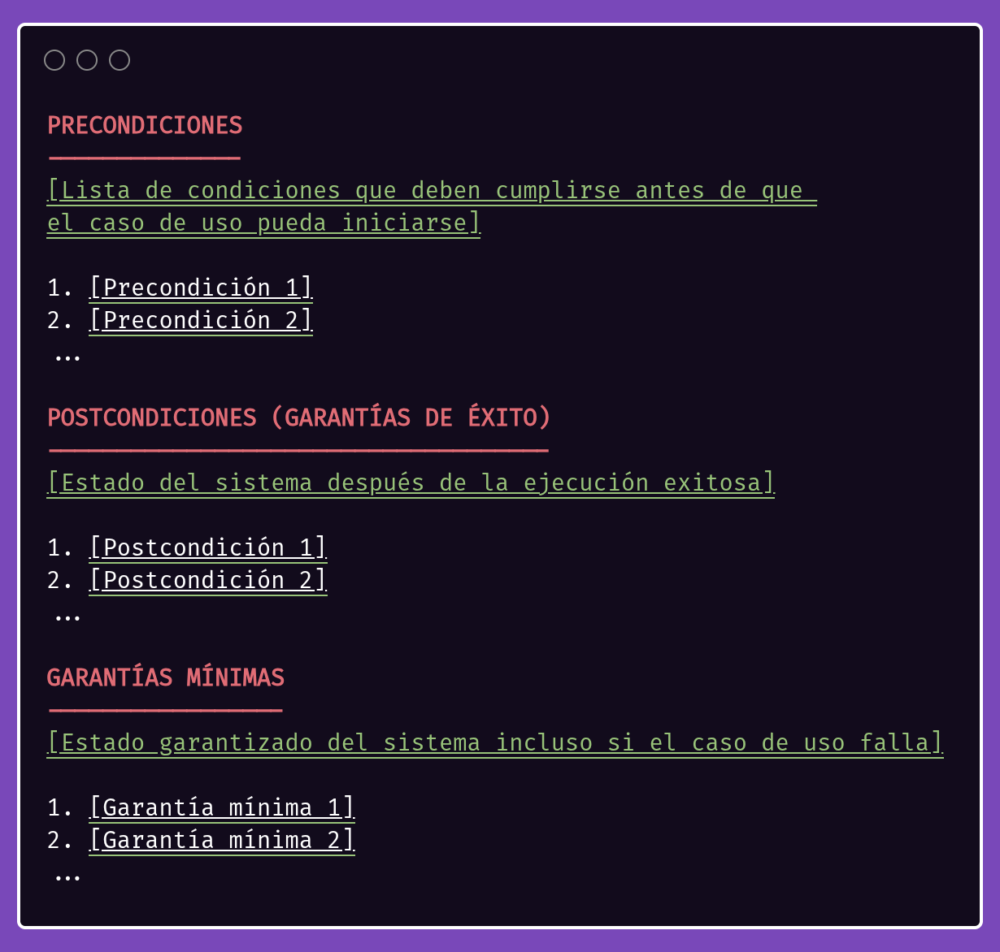 PRECONDICIONES
--------------
[Lista de condiciones que deben cumplirse antes de que
el caso de uso pueda iniciarse]
1. [Precondición 1]
2. [Precondición 2]
...
POSTCONDICIONES (GARANTÍAS DE ÉXITO)
------------------------------------
[Estado del sistema después de la ejecución exitosa]
1. [Postcondición 1]
2. [Postcondición 2]
...
GARANTÍAS MÍNIMAS
-----------------
[Estado garantizado del sistema incluso si el caso de uso falla]
1. [Garantía mínima 1]
2. [Garantía mínima 2]
...